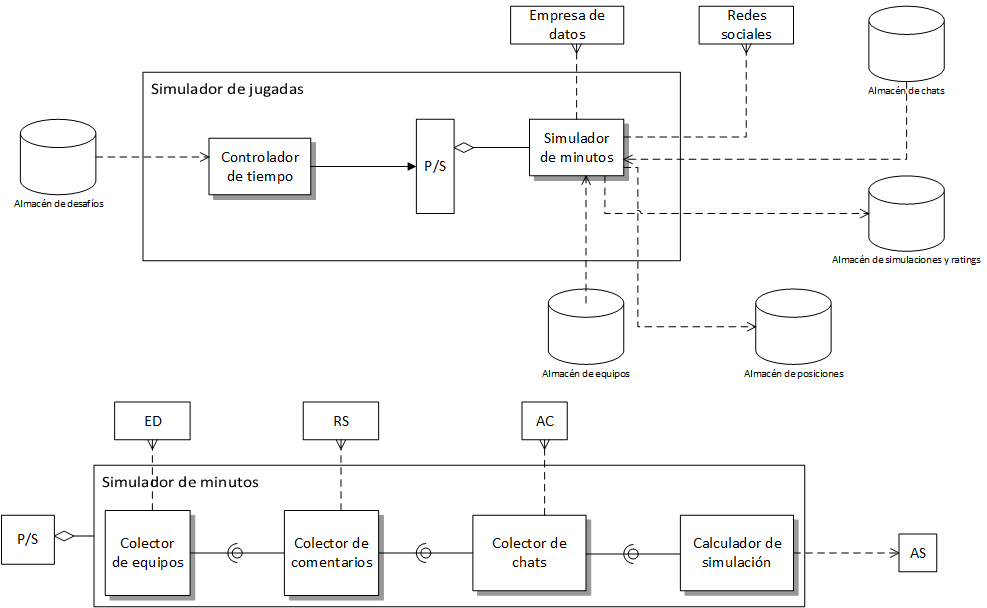 Empresa de
datos
Redes
sociales
Almacén de chats
Simulador de jugadas
Controlador
de tiempo
P/S
Simulador
de minutos
Almacén de desafíos
Almacén de simulaciones y ratings
Almacén de equipos
Almacén de posiciones
ED
RS
AC
Simulador de minutos
P/S
Colector
de equipos
Colector de
comentarios
Colector de
chats
Calculador de
simulación
AS